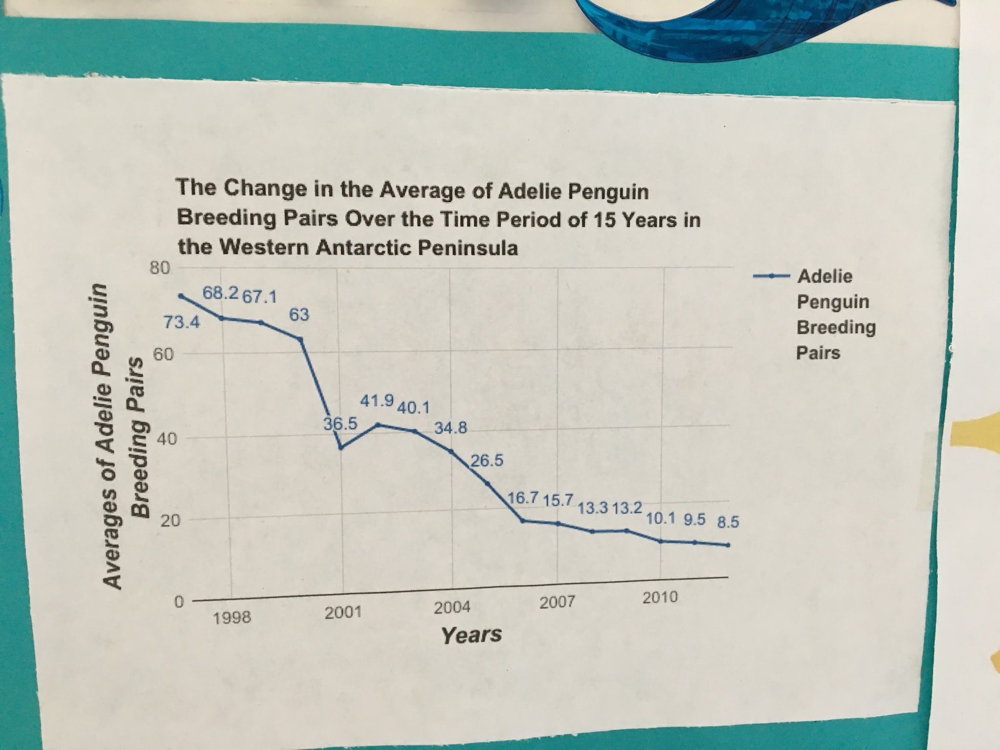 The Change in the Average of Adelie Penguin
Breeding Pairs Over the Time Period of 15 Years in
the Western Antarctic Peninsula
Averages of Adelie Penguin
Breeding Pairs
80
60
40
20
0
73.4
68.2
67.1
63
36.5
41.9
40.1
34.8
26.5
16.7
15.7
13.3
13.2
10.1
9.5
8.5
Adelie
Penguin
Breeding
Pairs
1998
2001
2004
2007
2010
Years